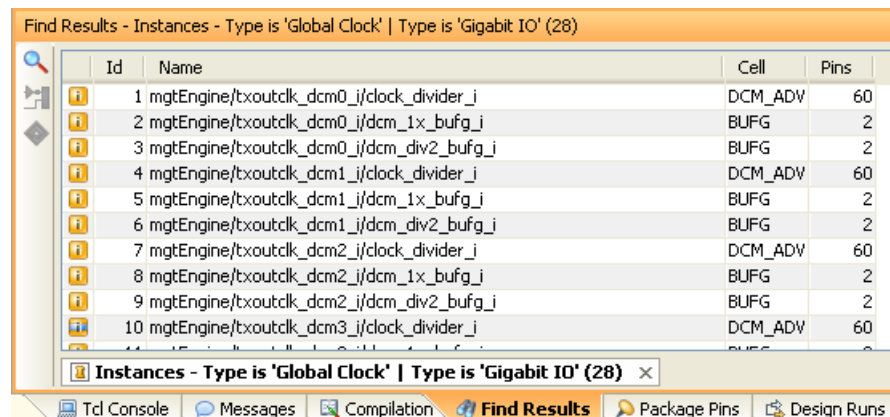 Find Results - Instances - Type is 'Global Clock' | Type is 'Gigabit IO' (28)
Id Name Cell Pins
1 mgtEngine/txoutclk_dcm0_i/clock_divider_i DCM_ADV 60
2 mgtEngine/txoutclk_dcm0_i/dcm_1x_bufg_i BUFG 2
3 mgtEngine/txoutclk_dcm0_i/dcm_div2_bufg_i BUFG 2
4 mgtEngine/txoutclk_dcm1_i/clock_divider_i DCM_ADV 60
5 mgtEngine/txoutclk_dcm1_i/dcm_1x_bufg_i BUFG 2
6 mgtEngine/txoutclk_dcm1_i/dcm_div2_bufg_i BUFG 2
7 mgtEngine/txoutclk_dcm2_i/clock_divider_i DCM_ADV 60
8 mgtEngine/txoutclk_dcm2_i/dcm_1x_bufg_i BUFG 2
9 mgtEngine/txoutclk_dcm2_i/dcm_div2_bufg_i BUFG 2
10 mgtEngine/txoutclk_dcm3_i/clock_divider_i DCM_ADV 60
Instances - Type is 'Global Clock' | Type is 'Gigabit IO' (28) ×
Tcl Console Messages Compilation Find Results Package Pins Design Runs